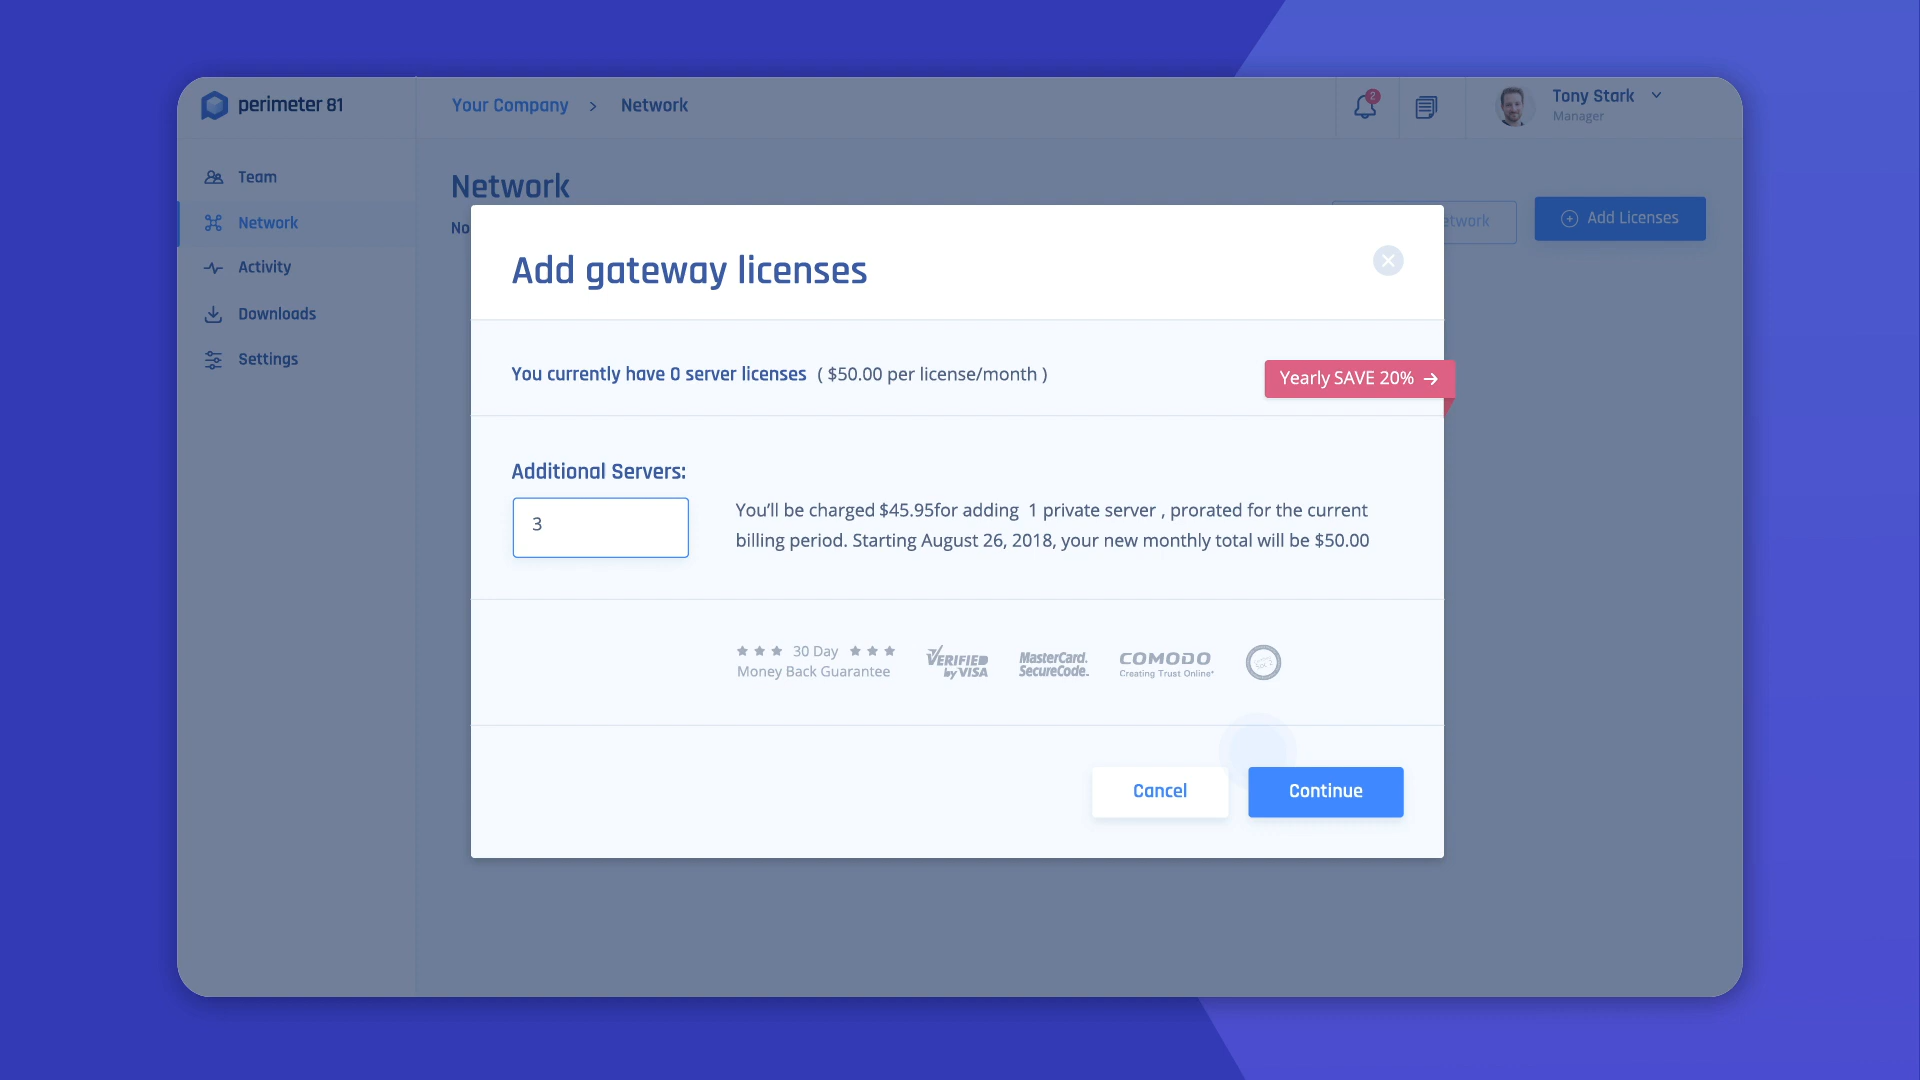 perimeter 81
Your Company > Network
2
Tony Stark
Manager
Team
Network
Activity
Downloads
Settings
Network
No
etwork
Add Licenses
Add gateway licenses
You currently have 0 server licenses ( $50.00 per license/month )
Yearly SAVE 20% →
Additional Servers:
3
You’ll be charged $45.95for adding 1 private server , prorated for the current
billing period. Starting August 26, 2018, your new monthly total will be $50.00
★ ★ ★ 30 Day ★ ★ ★
Money Back Guarantee
VERIFIED
by VISA
MasterCard.
SecureCode.
COMODO
Creating Trust Online*
Cancel
Continue